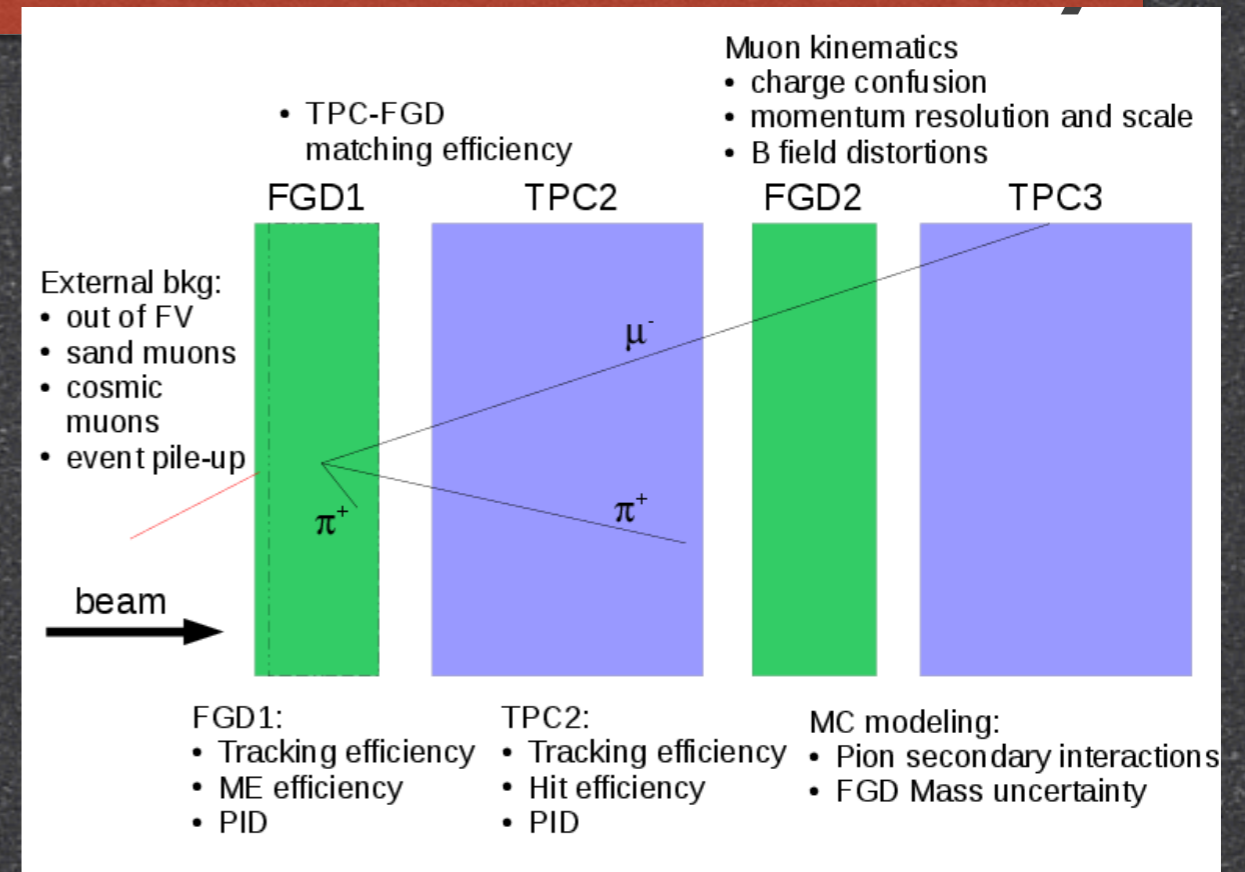 Muon kinematics
• charge confusion
• momentum resolution and scale
• B field distortions
• TPC-FGD
matching efficiency
FGD1
TPC2
FGD2
TPC3
External bkg:
• out of FV
• sand muons
• cosmic
muons
• event pile-up
μ-
π+
π+
beam
FGD1:
• Tracking efficiency
• ME efficiency
• PID
TPC2:
• Tracking efficiency
• Hit efficiency
• PID
MC modeling:
• Pion secondary interactions
• FGD Mass uncertainty